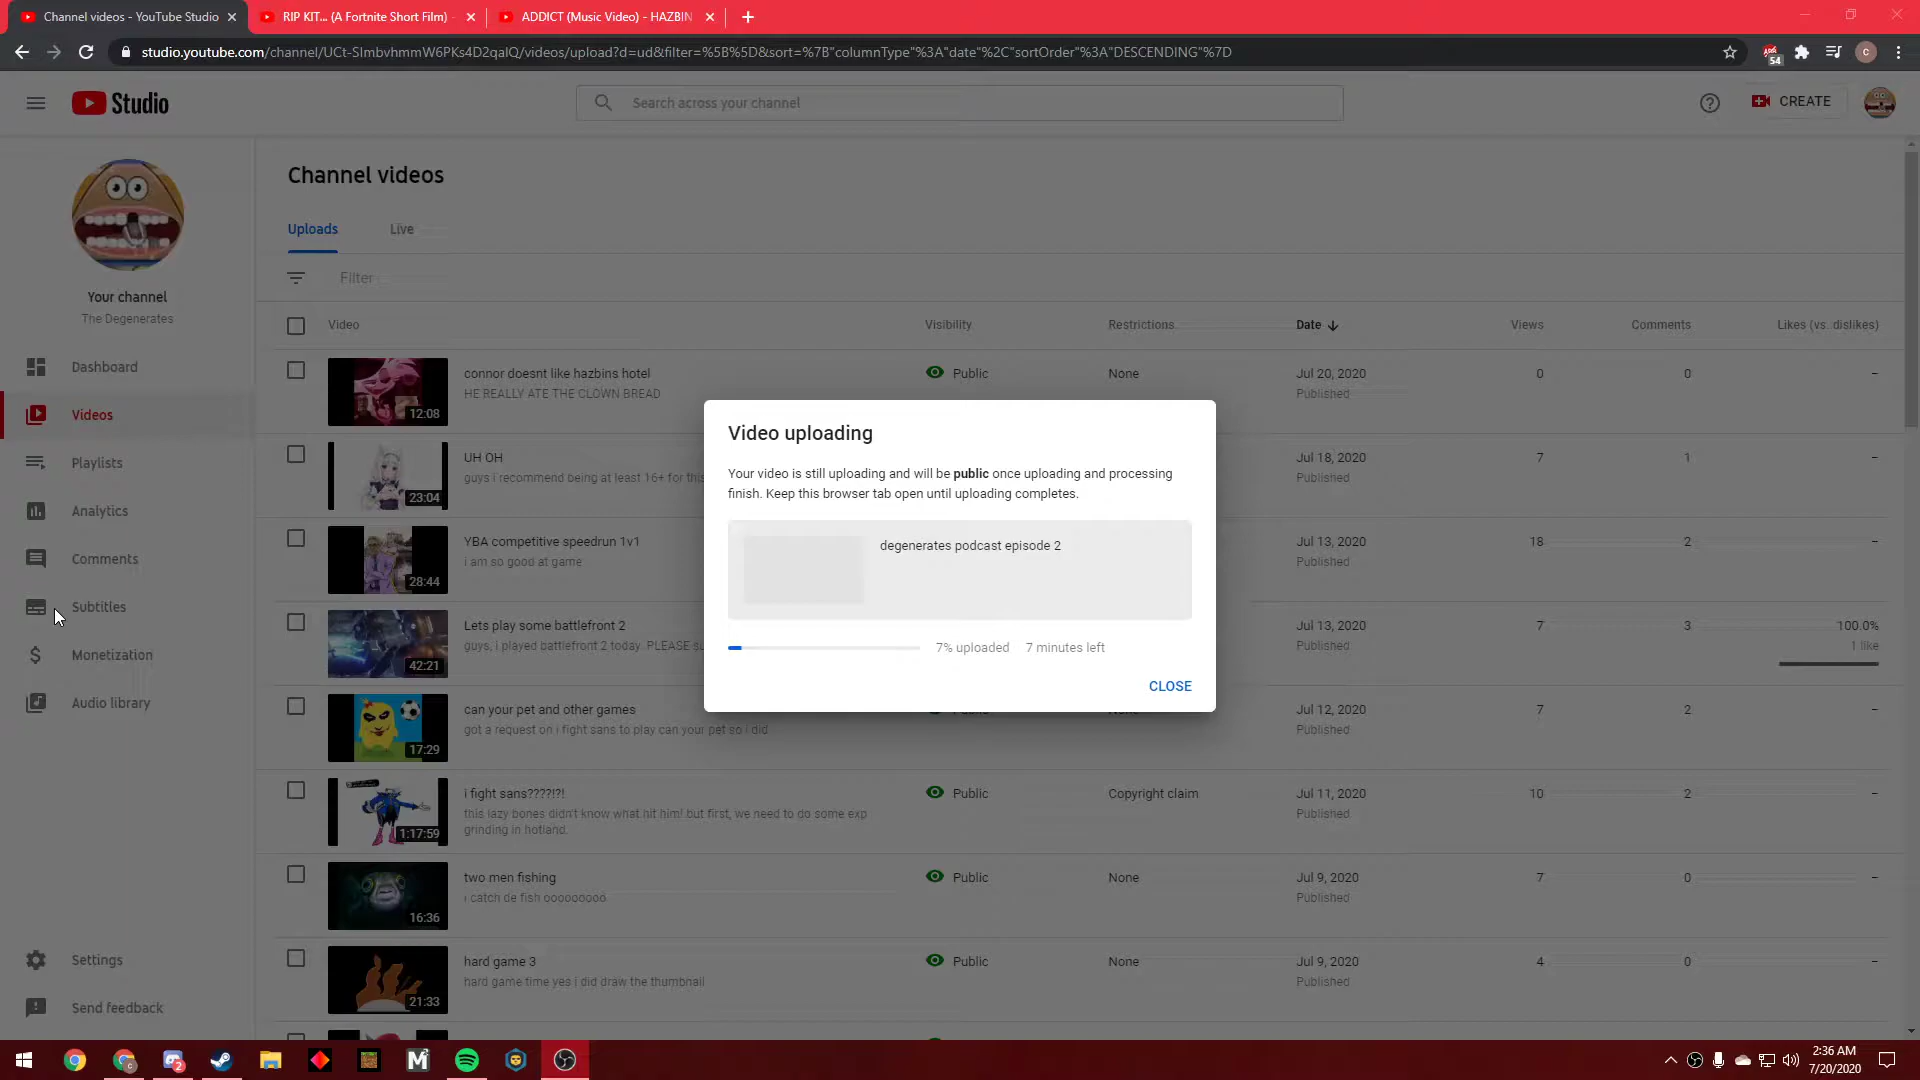 Channel videos - YouTube Studio
RIP KIT... (A Fortnite Short Film) -
ADDICT (Music Video) - HAZBIN
studio.youtube.com/channel/UCt-SImbvhmmW6PKs4D2qaIQ/videos/upload?d=ud&filter=%5B%5D&sort=%7B"columnType"%3A"date"%2C"sortOrder"%3A"DESCENDING"%7D
54
C
Studio
Search across your channel
CREATE
Your channel
The Degenerates
Dashboard
Videos
Playlists
Analytics
Comments
Subtitles
Monetization
Audio library
Settings
Send feedback
Channel videos
Uploads
Live
Filter
Video
Visibility
Restrictions
Date
Views
Comments
Likes (vs. dislikes)
12:08
connor doesnt like hazbins hotel
HE REALLY ATE THE CLOWN BREAD
Public
None
Jul 20, 2020
Published
0
0
–
23:04
UH OH
guys i recommend being at least 16+ for this
Jul 18, 2020
Published
7
1
–
28:44
YBA competitive speedrun 1v1
i am so good at game
Jul 13, 2020
Published
18
2
–
42:21
Lets play some battlefront 2
guys, i played battlefront 2 today. PLEASE
Jul 13, 2020
Published
7
3
100.0%
1 like
17:29
can your pet and other games
got a request on i fight sans to play can your pet so i did
Jul 12, 2020
Published
7
2
–
1:17:59
i fight sans????!?!
this lazy bones didn't know what hit him! but first, we need to do some exp
grinding in hotland.
Public
Copyright claim
Jul 11, 2020
Published
10
2
–
16:36
two men fishing
i catch de fish ooooooooo
Public
None
Jul 9, 2020
Published
7
0
–
21:33
hard game 3
hard game time yes i did draw the thumbnail
Public
None
Jul 9, 2020
Published
4
0
–
Video uploading
Your video is still uploading and will be public once uploading and processing
finish. Keep this browser tab open until uploading completes.
degenerates podcast episode 2
7% uploaded
7 minutes left
CLOSE
2
M
2:36 AM
7/20/2020